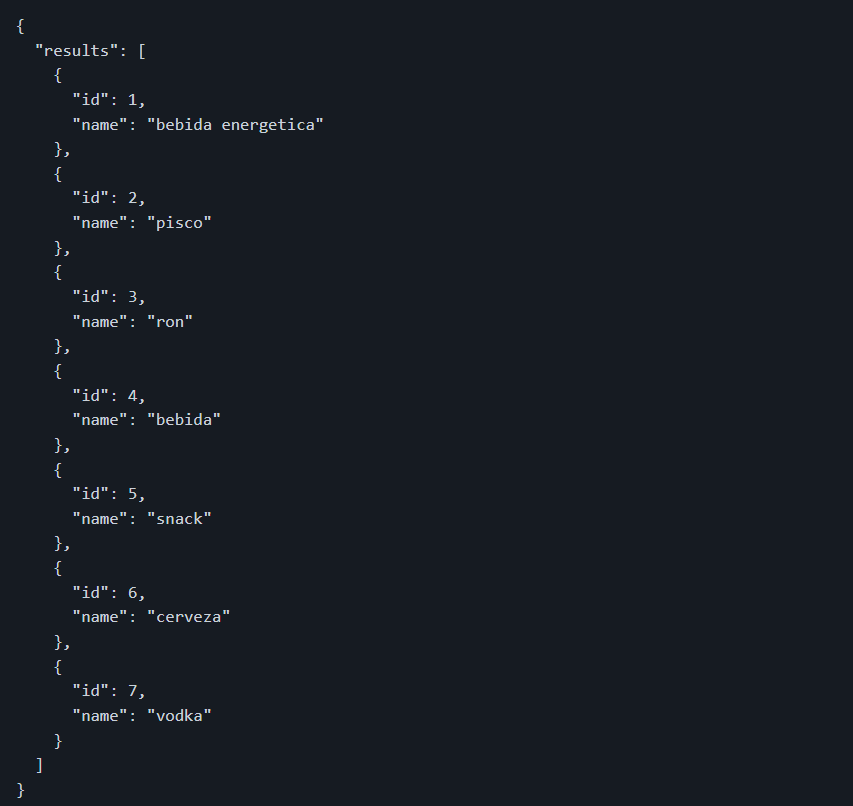 {
  "results": [
    {
      "id": 1,
      "name": "bebida energetica"
    },
    {
      "id": 2,
      "name": "pisco"
    },
    {
      "id": 3,
      "name": "ron"
    },
    {
      "id": 4,
      "name": "bebida"
    },
    {
      "id": 5,
      "name": "snack"
    },
    {
      "id": 6,
      "name": "cerveza"
    },
    {
      "id": 7,
      "name": "vodka"
    }
  ]
}